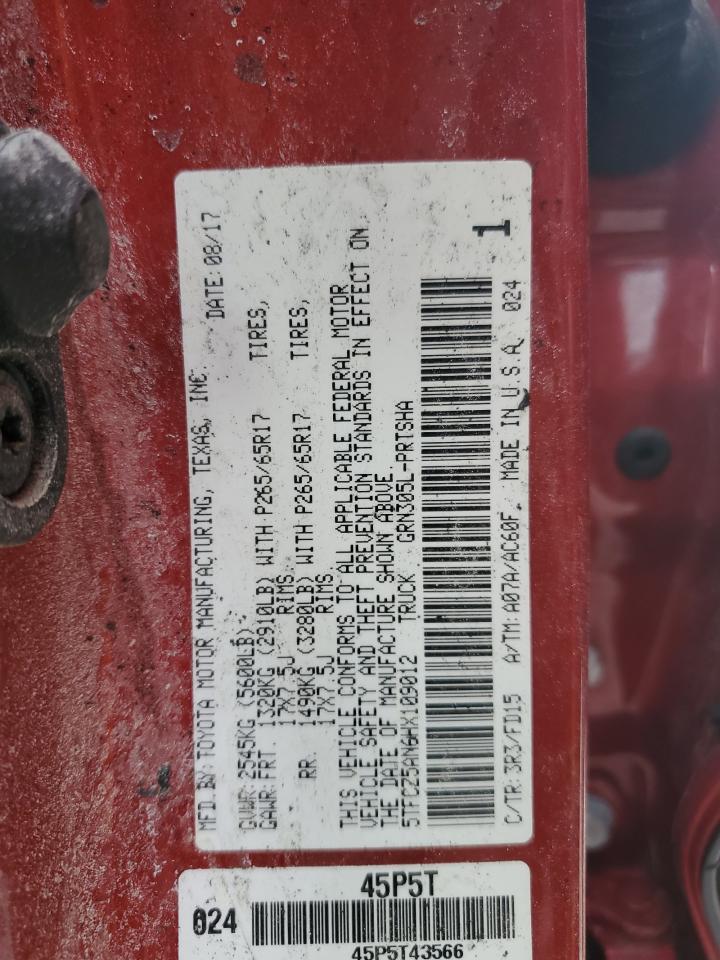 MFD.BY:TOYOTA MOTOR MANUFACTURING, TEXAS, INC. DATE:08/17
GVWR:2545KG (5600LB)
GAWR:FRT. 1320KG (2910LB) WITH P265/65R17 TIRES,
17X7.5J RIMS
RR. 1490KG (3280LB) WITH P265/65R17 TIRES,
17X7.5J RIMS
THIS VEHICLE CONFORMS TO ALL APPLICABLE FEDERAL MOTOR
VEHICLE SAFETY AND THEFT PREVENTION STANDARDS IN EFFECT ON
THE DATE OF MANUFACTURE SHOWN ABOVE.
5TFCZ5AN6HX109012 TRUCK GRN305L-PRTSHA
1
C/TR:3R3/FD15 A/TM:A07A/AC60F MADE IN U.S.A. 024
45P5T
024
45P5T43566